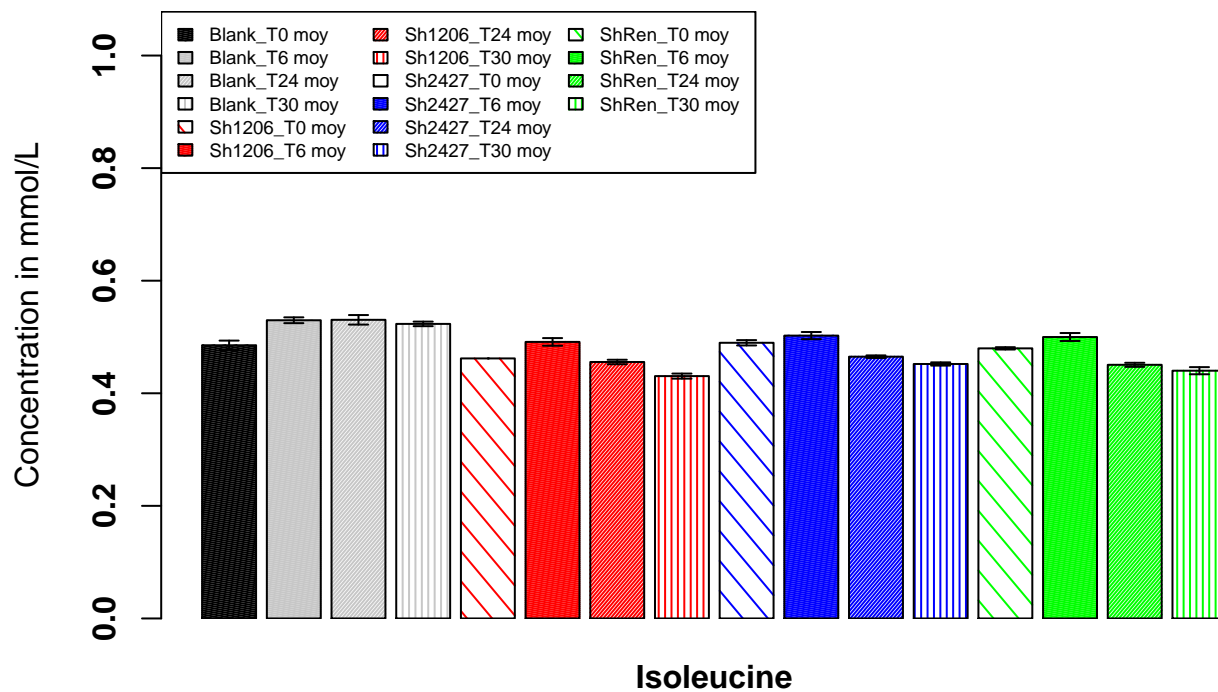 Blank_T0 moy
Blank_T6 moy
Blank_T24 moy
Blank_T30 moy
Sh1206_T0 moy
Sh1206_T6 moy
Sh1206_T24 moy
Sh1206_T30 moy
Sh2427_T0 moy
Sh2427_T6 moy
Sh2427_T24 moy
Sh2427_T30 moy
ShRen_T0 moy
ShRen_T6 moy
ShRen_T24 moy
ShRen_T30 moy
Concentration in mmol/L
1.0
0.8
0.6
0.4
0.2
0.0
Isoleucine